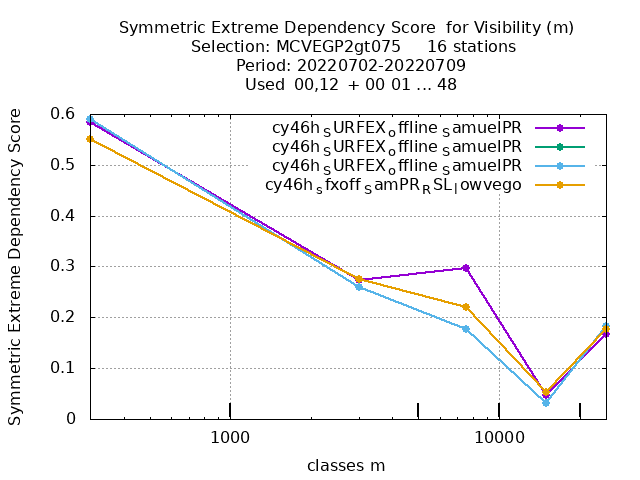 Symmetric Extreme Dependency Score for Visibility (m)
Selection: MCVEGP2gt075 16 stations
Period: 20220702-20220709
Used 00,12 + 00 01 ... 48
Symmetric Extreme Dependency Score
0.6
0.5
0.4
0.3
0.2
0.1
0
cy46h_SURFEX_offline_SamuelPR
cy46h_SURFEX_offline_SamuelPR
cy46h_SURFEX_offline_SamuelPR
cy46h_sfxoff_SamPR_RSL_lowvego
1000
10000
classes m